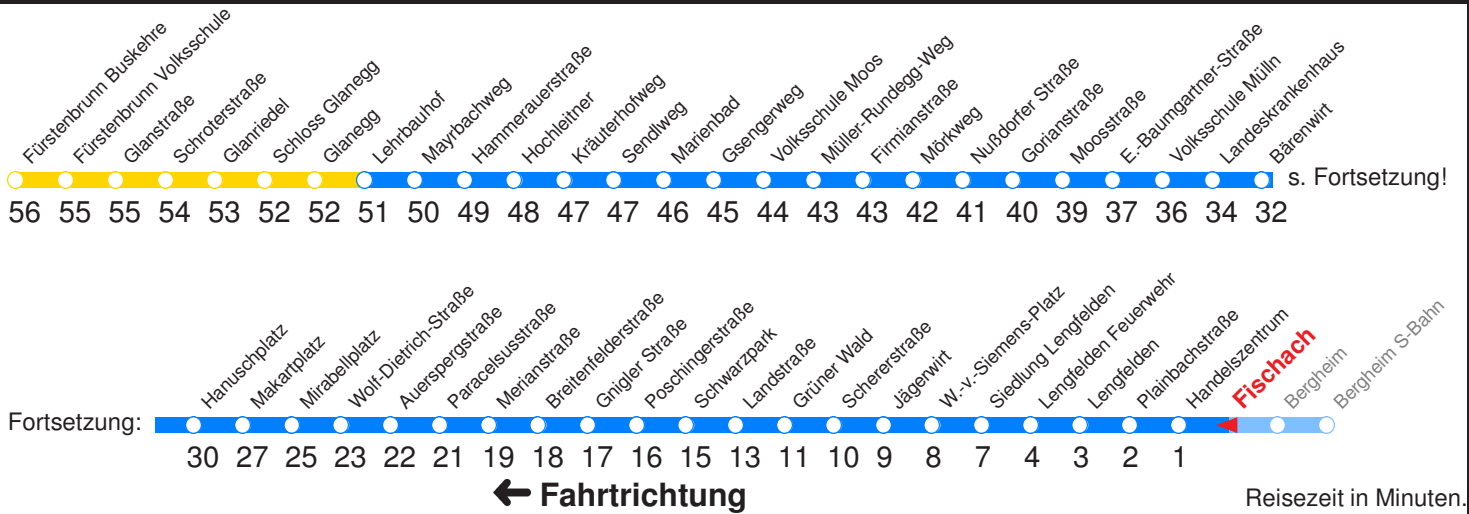 Fürstenbrunn Buskehre
Fürstenbrunn Volksschule
Glanstraße
Schroterstraße
Glanriedel
Schloss Glanegg
Glanegg
Lehrbauhof
Mayrbachweg
Hammerauerstraße
Hochleitner
Kräuterhofweg
Sendlweg
Marienbad
Gsengerweg
Volksschule Moos
Müller-Rundegg-Weg
Firmianstraße
Mörkweg
Nußdorfer Straße
Gorianstraße
Moosstraße
E.-Baumgartner-Straße
Volksschule Mülln
Landeskrankenhaus
Bärenwirt
s. Fortsetzung!
56 55 55 54 53 52 52 51 50 49 48 47 47 46 45 44 43 43 42 41 40 39 37 36 34 32
Fortsetzung:
Hanuschplatz
Makartplatz
Mirabellplatz
Wolf-Dietrich-Straße
Auerspergstraße
Paracelsusstraße
Merianstraße
Breitenfelderstraße
Gnigler Straße
Poschingerstraße
Schwarzpark
Landstraße
Grüner Wald
Schererstraße
Jägerwirt
W.-v.-Siemens-Platz
Siedlung Lengfelden
Lengfelden Feuerwehr
Lengfelden
Plainbachstraße
Handelszentrum
Fischach
Bergheim
Bergheim S-Bahn
30 27 25 23 22 21 19 18 17 16 15 13 11 10 9 8 7 4 3 2 1
Fahrtrichtung
Reisezeit in Minuten.